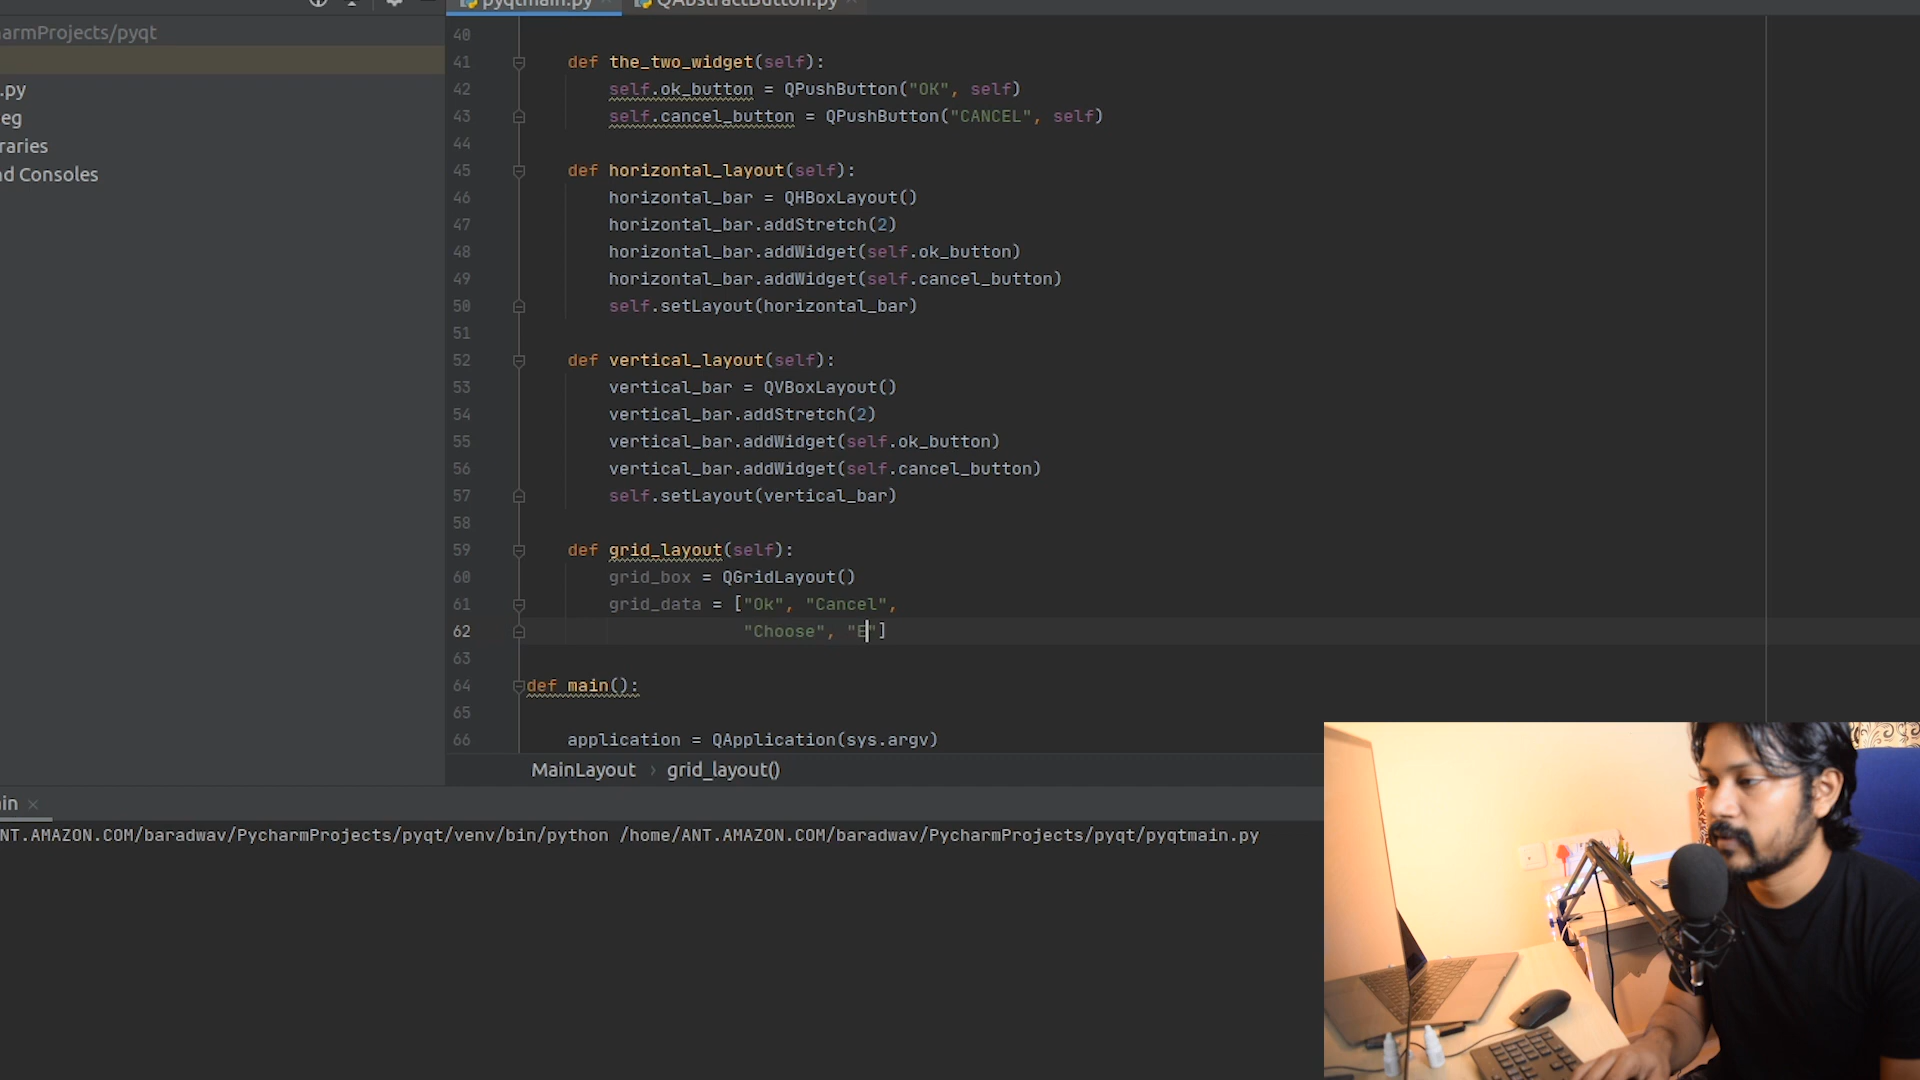 pyqtmain.py
QAbstractButton.py
armProjects/pyqt
.py
eg
raries
d Consoles
40
41 def the_two_widget(self):
42 self.ok_button = QPushButton("OK", self)
43 self.cancel_button = QPushButton("CANCEL", self)
44
45 def horizontal_layout(self):
46 horizontal_bar = QHBoxLayout()
47 horizontal_bar.addStretch(2)
48 horizontal_bar.addWidget(self.ok_button)
49 horizontal_bar.addWidget(self.cancel_button)
50 self.setLayout(horizontal_bar)
51
52 def vertical_layout(self):
53 vertical_bar = QVBoxLayout()
54 vertical_bar.addStretch(2)
55 vertical_bar.addWidget(self.ok_button)
56 vertical_bar.addWidget(self.cancel_button)
57 self.setLayout(vertical_bar)
58
59 def grid_layout(self):
60 grid_box = QGridLayout()
61 grid_data = ["Ok", "Cancel",
62 "Choose", "E"]
63
64 def main():
65
66 application = QApplication(sys.argv)
MainLayout › grid_layout()
in ×
NT.AMAZON.COM/baradwav/PycharmProjects/pyqt/venv/bin/python /home/ANT.AMAZON.COM/baradwav/PycharmProjects/pyqt/pyqtmain.py